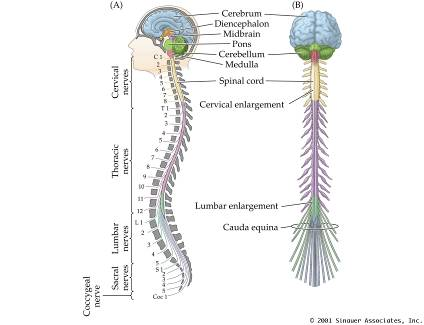 (A)
Cerebrum
(B)
Diencephalon
Midbrain
Pons
Cerebellum
Medulla
Spinal cord
Cervical enlargement
Lumbar enlargement
Cauda equina
Cervical
nerves
C 1
2
3
4
5
6
7
8
Thoracic
nerves
T 1
2
3
4
5
6
7
8
9
10
11
12
Lumbar
nerves
L 1
2
3
4
5
Sacral
nerves
S 1
2
3
4
5
Coccygeal
nerve
Coc 1
© 2001 Sinauer Associates, Inc.